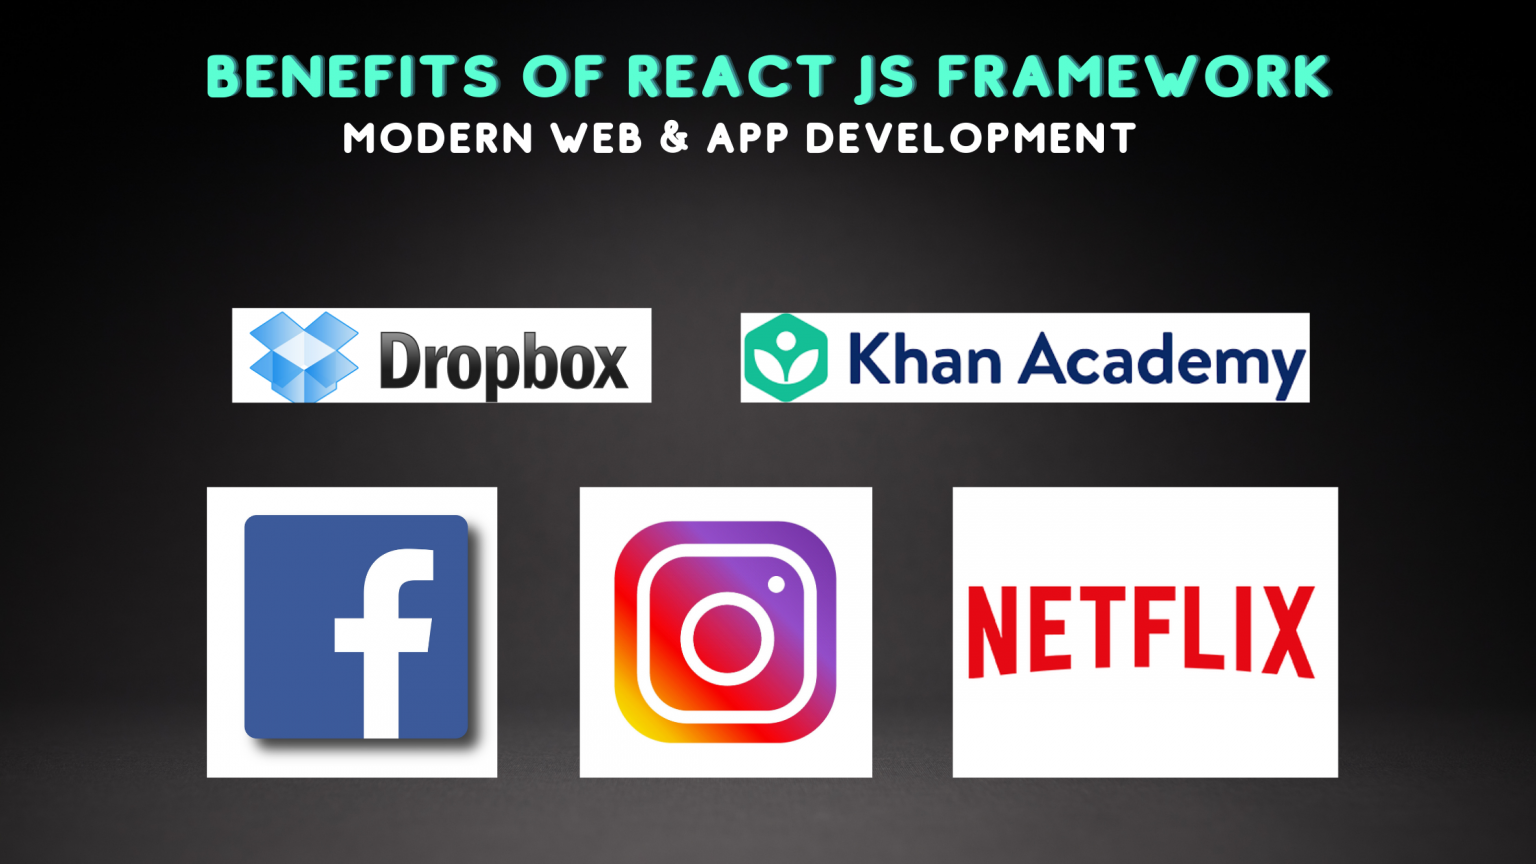 BENEFITS OF REACT JS FRAMEWORK
MODERN WEB & APP DEVELOPMENT
Dropbox
Khan Academy
f
NETFLIX